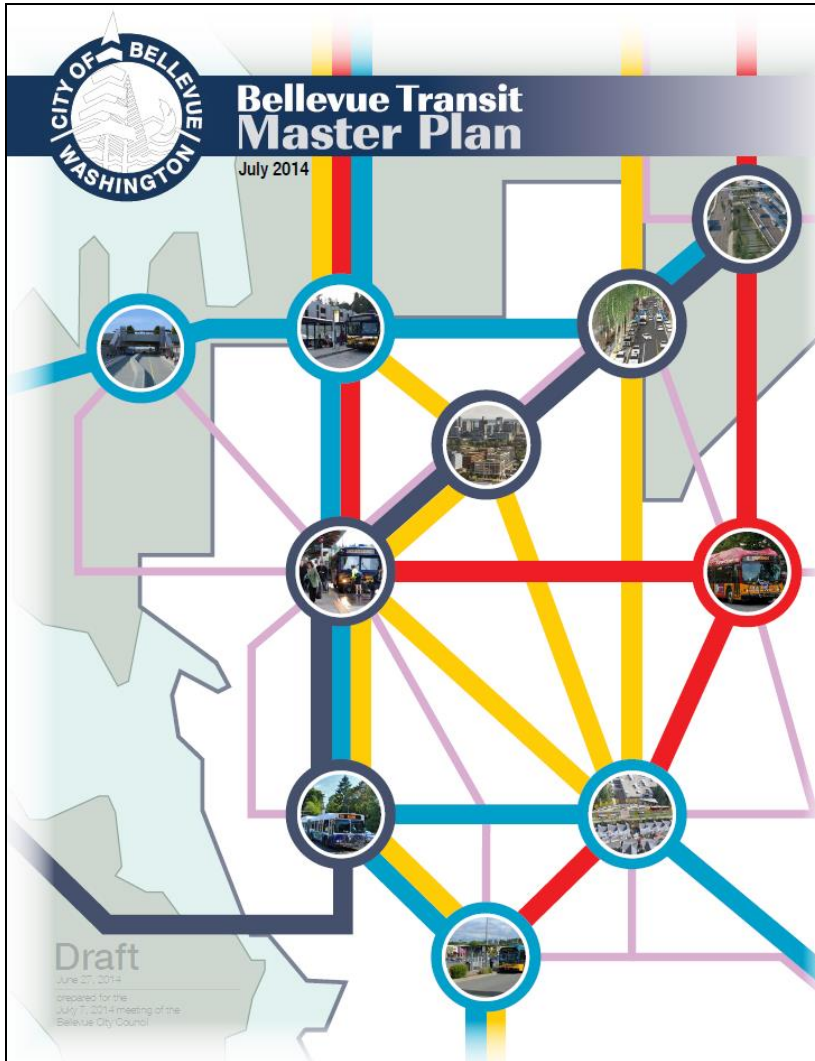 CITY OF BELLEVUE
WASHINGTON
Bellevue Transit
Master Plan
July 2014
Draft
June 27, 2014
prepared for the
July 7, 2014 meeting of the
Bellevue City Council